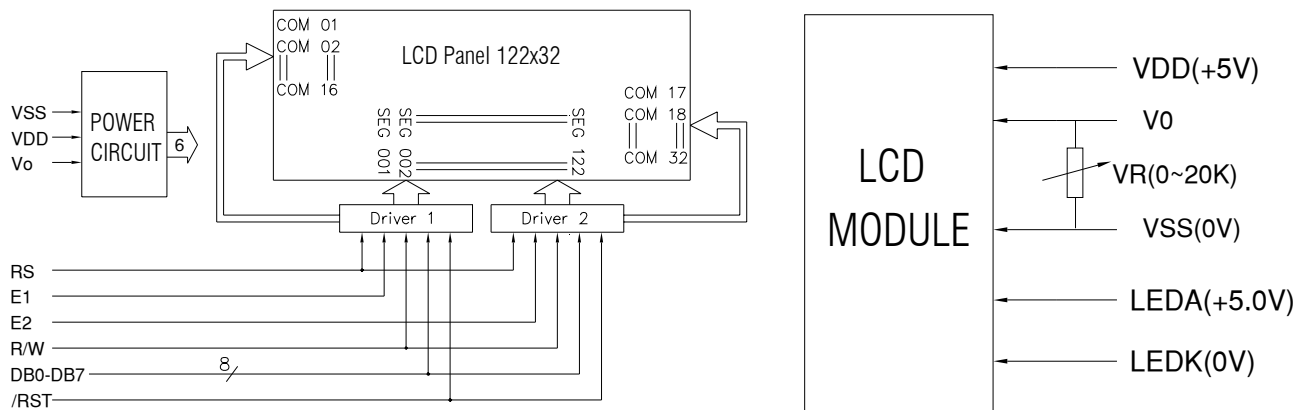 COM 01
COM 02
COM 16
LCD Panel 122x32
COM 17
COM 18
COM 32
SEG 001
SEG 002
SEG 122
VSS
VDD
Vo
POWER
CIRCUIT
6
Driver 1
Driver 2
RS
E1
E2
R/W
DB0-DB7
8
/RST
LCD
MODULE
VDD(+5V)
V0
VR(0~20K)
VSS(0V)
LEDA(+5.0V)
LEDK(0V)